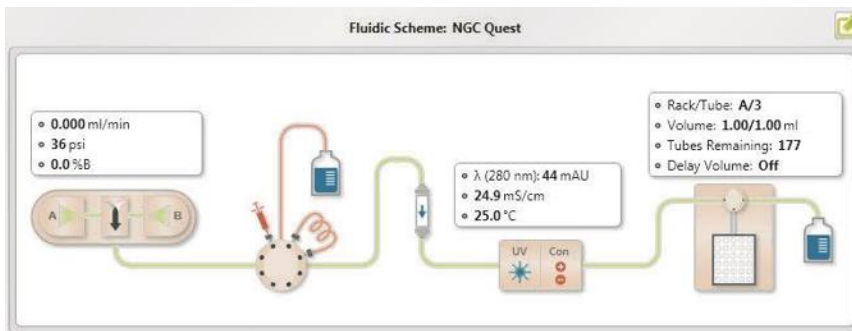 Fluidic Scheme: NGC Quest
0.000 ml/min
36 psi
0.0 %B
A
B
λ (280 nm): 44 mAU
24.9 mS/cm
25.0 °C
UV
Con
Rack/Tube: A/3
Volume: 1.00/1.00 ml
Tubes Remaining: 177
Delay Volume: Off